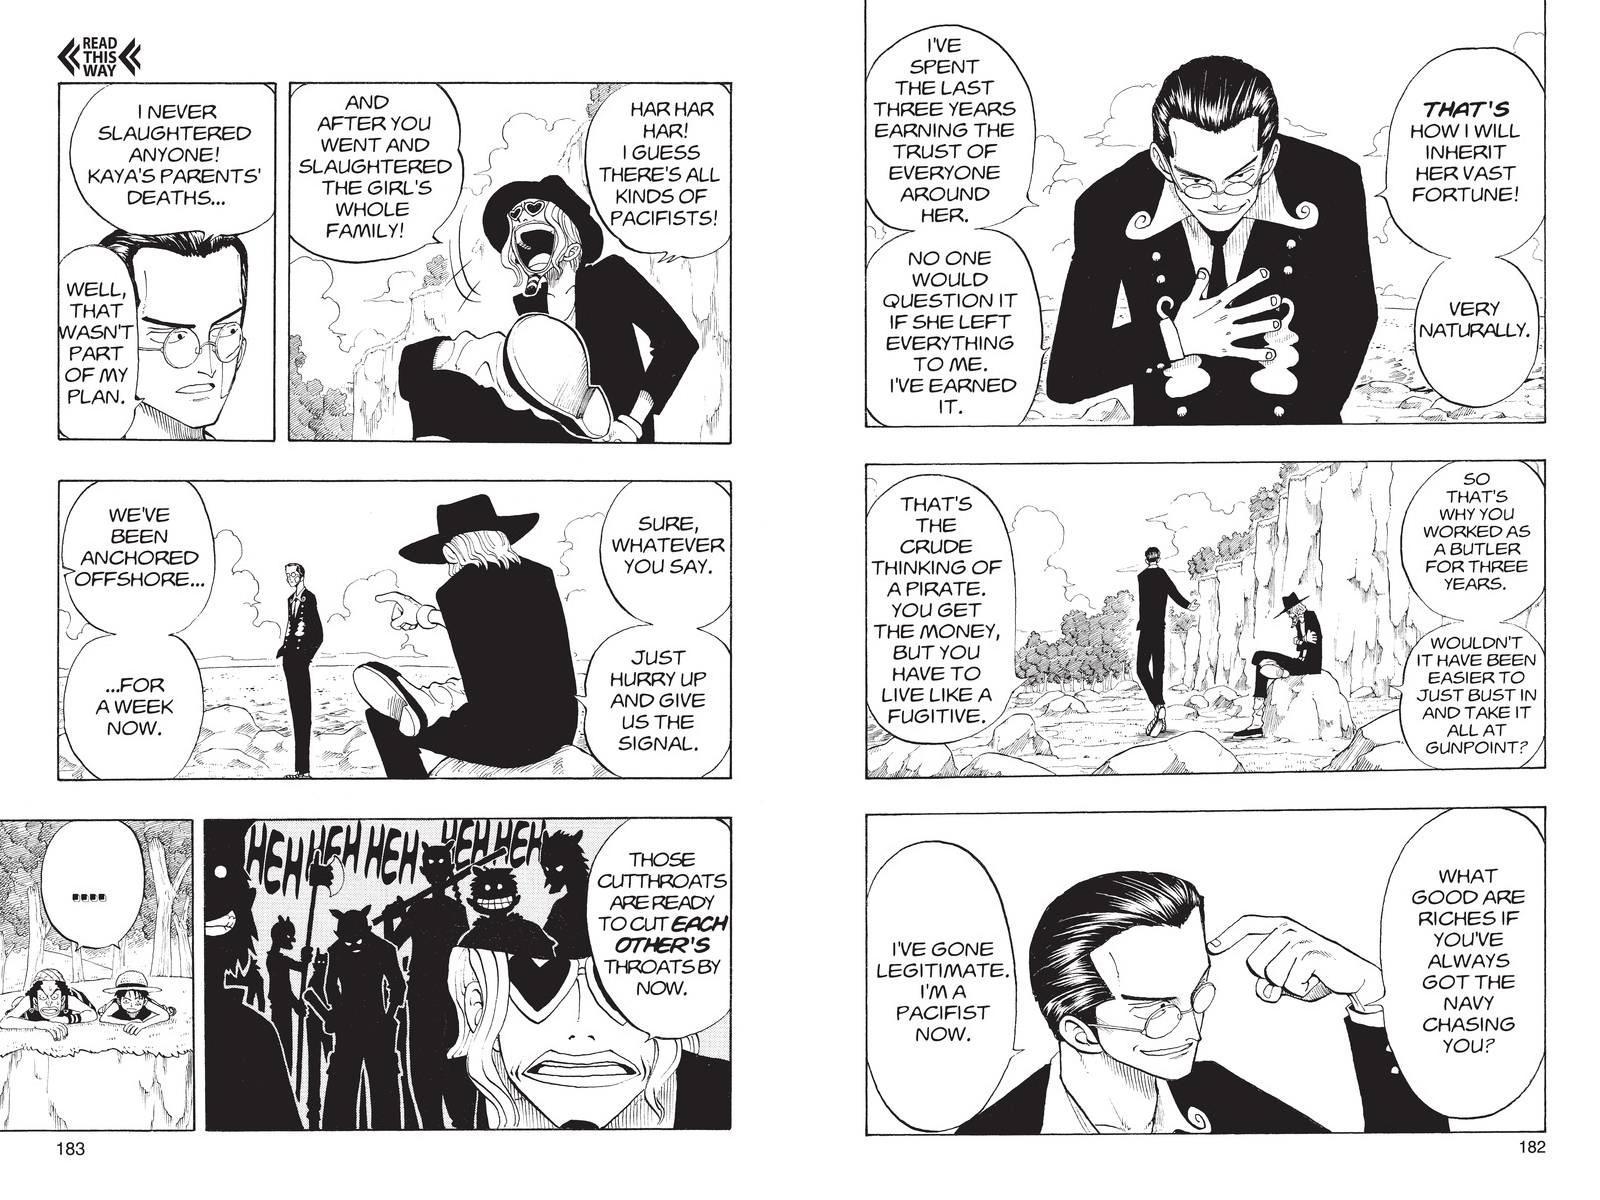 THAT'S
HOW I WILL
INHERIT
HER VAST
FORTUNE!
VERY
NATURALLY.
I'VE
SPENT
THE LAST
THREE YEARS
EARNING THE
TRUST OF
EVERYONE
AROUND
HER.
NO ONE
WOULD
QUESTION IT
IF SHE LEFT
EVERYTHING
TO ME.
I'VE EARNED
IT.
SO
THAT'S
WHY YOU
WORKED AS
A BUTLER
FOR THREE
YEARS.
WOULDN'T
IT HAVE BEEN
EASIER TO
JUST BUST IN
AND TAKE IT
ALL AT
GUNPOINT?
THAT'S
THE
CRUDE
THINKING OF
A PIRATE.
YOU GET
THE MONEY,
BUT YOU
HAVE TO
LIVE LIKE A
FUGITIVE.
WHAT
GOOD ARE
RICHES IF
YOU'VE
ALWAYS
GOT THE
NAVY
CHASING
YOU?
I'VE GONE
LEGITIMATE.
I'M A
PACIFIST
NOW.
182
READ
THIS
WAY
HAR HAR
HAR!
I GUESS
THERE'S ALL
KINDS OF
PACIFISTS!
AND
AFTER YOU
WENT AND
SLAUGHTERED
THE GIRL'S
WHOLE
FAMILY!
I NEVER
SLAUGHTERED
ANYONE!
KAYA'S PARENTS'
DEATHS...
WELL,
THAT
WASN'T
PART
OF MY
PLAN.
SURE,
WHATEVER
YOU SAY.
JUST
HURRY UP
AND GIVE
US THE
SIGNAL.
WE'VE
BEEN
ANCHORED
OFFSHORE...
...FOR
A WEEK
NOW.
THOSE
CUTTHROATS
ARE READY
TO CUT EACH
OTHER'S
THROATS BY
NOW.
HEH HEH HEH HEH HEH
....
183